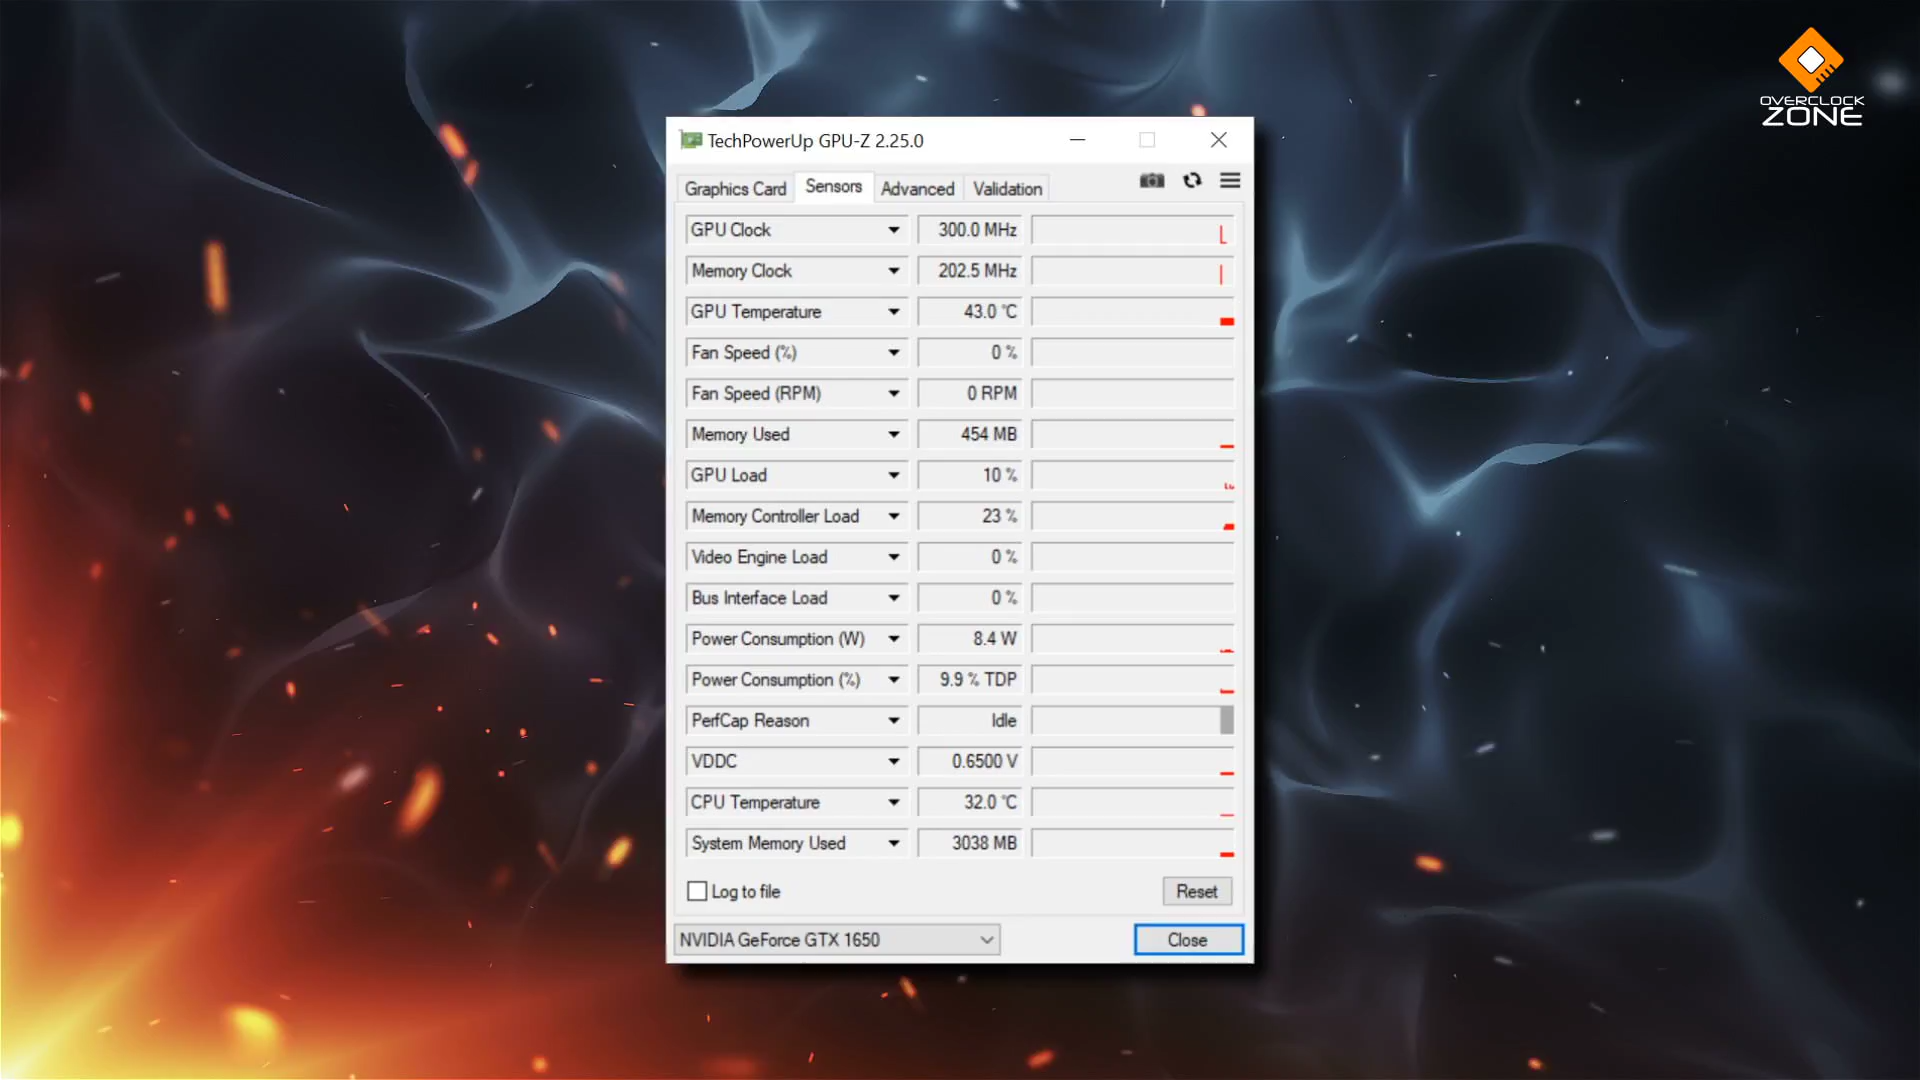 OVERCLOCK
ZONE
TechPowerUp GPU-Z 2.25.0
Graphics Card Sensors Advanced Validation
GPU Clock 300.0 MHz
Memory Clock 202.5 MHz
GPU Temperature 43.0 °C
Fan Speed (%) 0 %
Fan Speed (RPM) 0 RPM
Memory Used 454 MB
GPU Load 10 %
Memory Controller Load 23 %
Video Engine Load 0 %
Bus Interface Load 0 %
Power Consumption (W) 8.4 W
Power Consumption (%) 9.9 % TDP
PerfCap Reason Idle
VDDC 0.6500 V
CPU Temperature 32.0 °C
System Memory Used 3038 MB
Log to file Reset
NVIDIA GeForce GTX 1650 Close